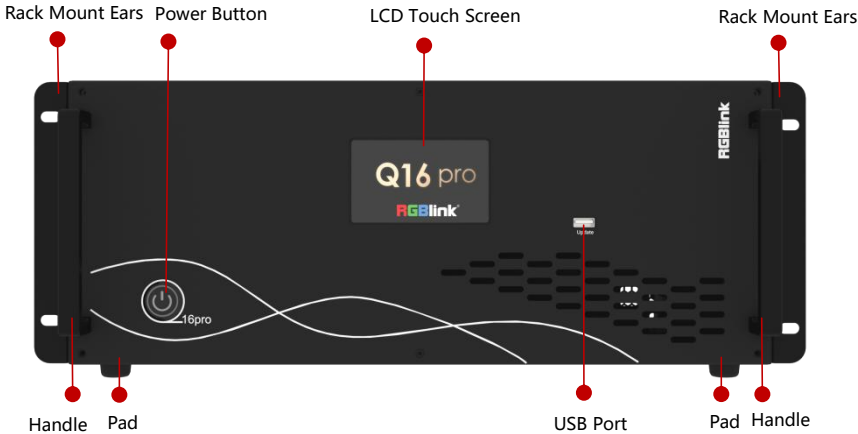 Rack Mount Ears
Power Button
LCD Touch Screen
Rack Mount Ears
RGBlink
Q16 pro
RGBlink
Update
16pro
Handle
Pad
USB Port
Pad
Handle